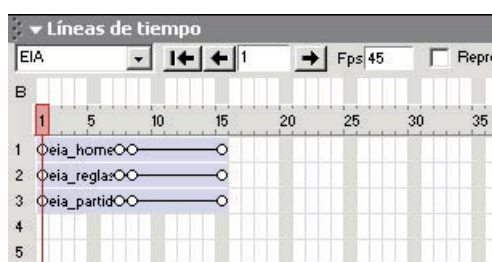 Líneas de tiempo
EIA 1 Fps 45 Repr
B
1 5 10 15 20 25 30 35
1 eia_home
2 eia_reglas
3 eia_partid
4
5